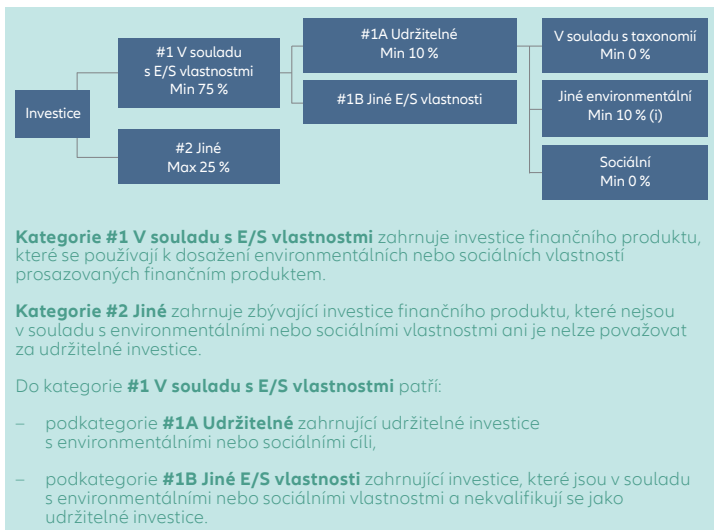 Investice
#1 V souladu
s E/S vlastnostmi
Min 75 %
#2 Jiné
Max 25 %
#1A Udržitelné
Min 10 %
#1B Jiné E/S vlastnosti
V souladu s taxonomií
Min 0 %
Jiné environmentální
Min 10 % (i)
Sociální
Min 0 %
Kategorie #1 V souladu s E/S vlastnostmi zahrnuje investice finančního produktu,
které se používají k dosažení environmentálních nebo sociálních vlastností
prosazovaných finančním produktem.
Kategorie #2 Jiné zahrnuje zbývající investice finančního produktu, které nejsou
v souladu s environmentálními nebo sociálními vlastnostmi ani je nelze považovat
za udržitelné investice.
Do kategorie #1 V souladu s E/S vlastnostmi patří:
– podkategorie #1A Udržitelné zahrnující udržitelné investice
s environmentálními nebo sociálními cíli,
– podkategorie #1B Jiné E/S vlastnosti zahrnující investice, které jsou v souladu
s environmentálními nebo sociálními vlastnostmi a nekvalifikují se jako
udržitelné investice.